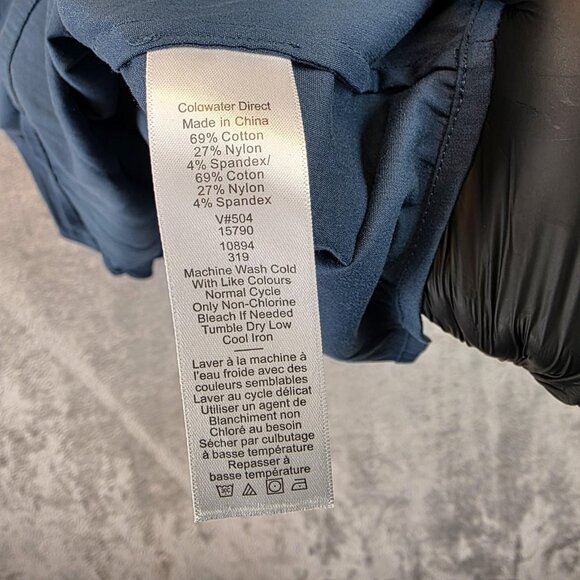 Coldwater Direct
Made in China
69% Cotton
27% Nylon
4% Spandex/
69% Coton
27% Nylon
4% Spandex
V#504
15790
10894
319
Machine Wash Cold
With Like Colours
Normal Cycle
Only Non-Chlorine
Bleach If Needed
Tumble Dry Low
Cool Iron
Laver à la machine à
l'eau froide avec des
couleurs semblables
Laver au cycle délicat
Utiliser un agent de
Blanchiment non
Chloré au besoin
Sécher par culbutage
à basse température
Repasser à
basse température